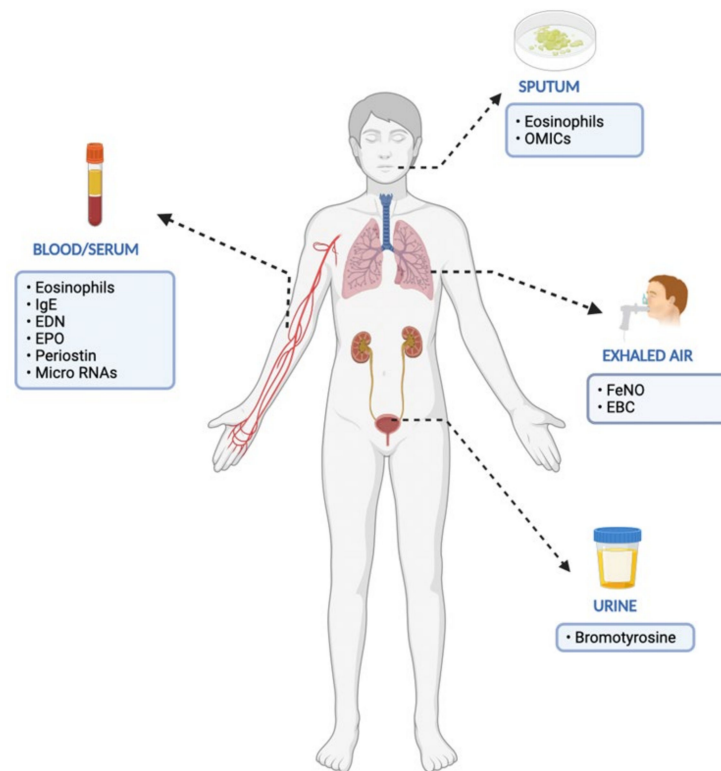 SPUTUM
• Eosinophils
• OMICs
BLOOD/SERUM
• Eosinophils
• IgE
• EDN
• EPO
• Periostin
• Micro RNAs
EXHALED AIR
• FeNO
• EBC
URINE
• Bromotyrosine